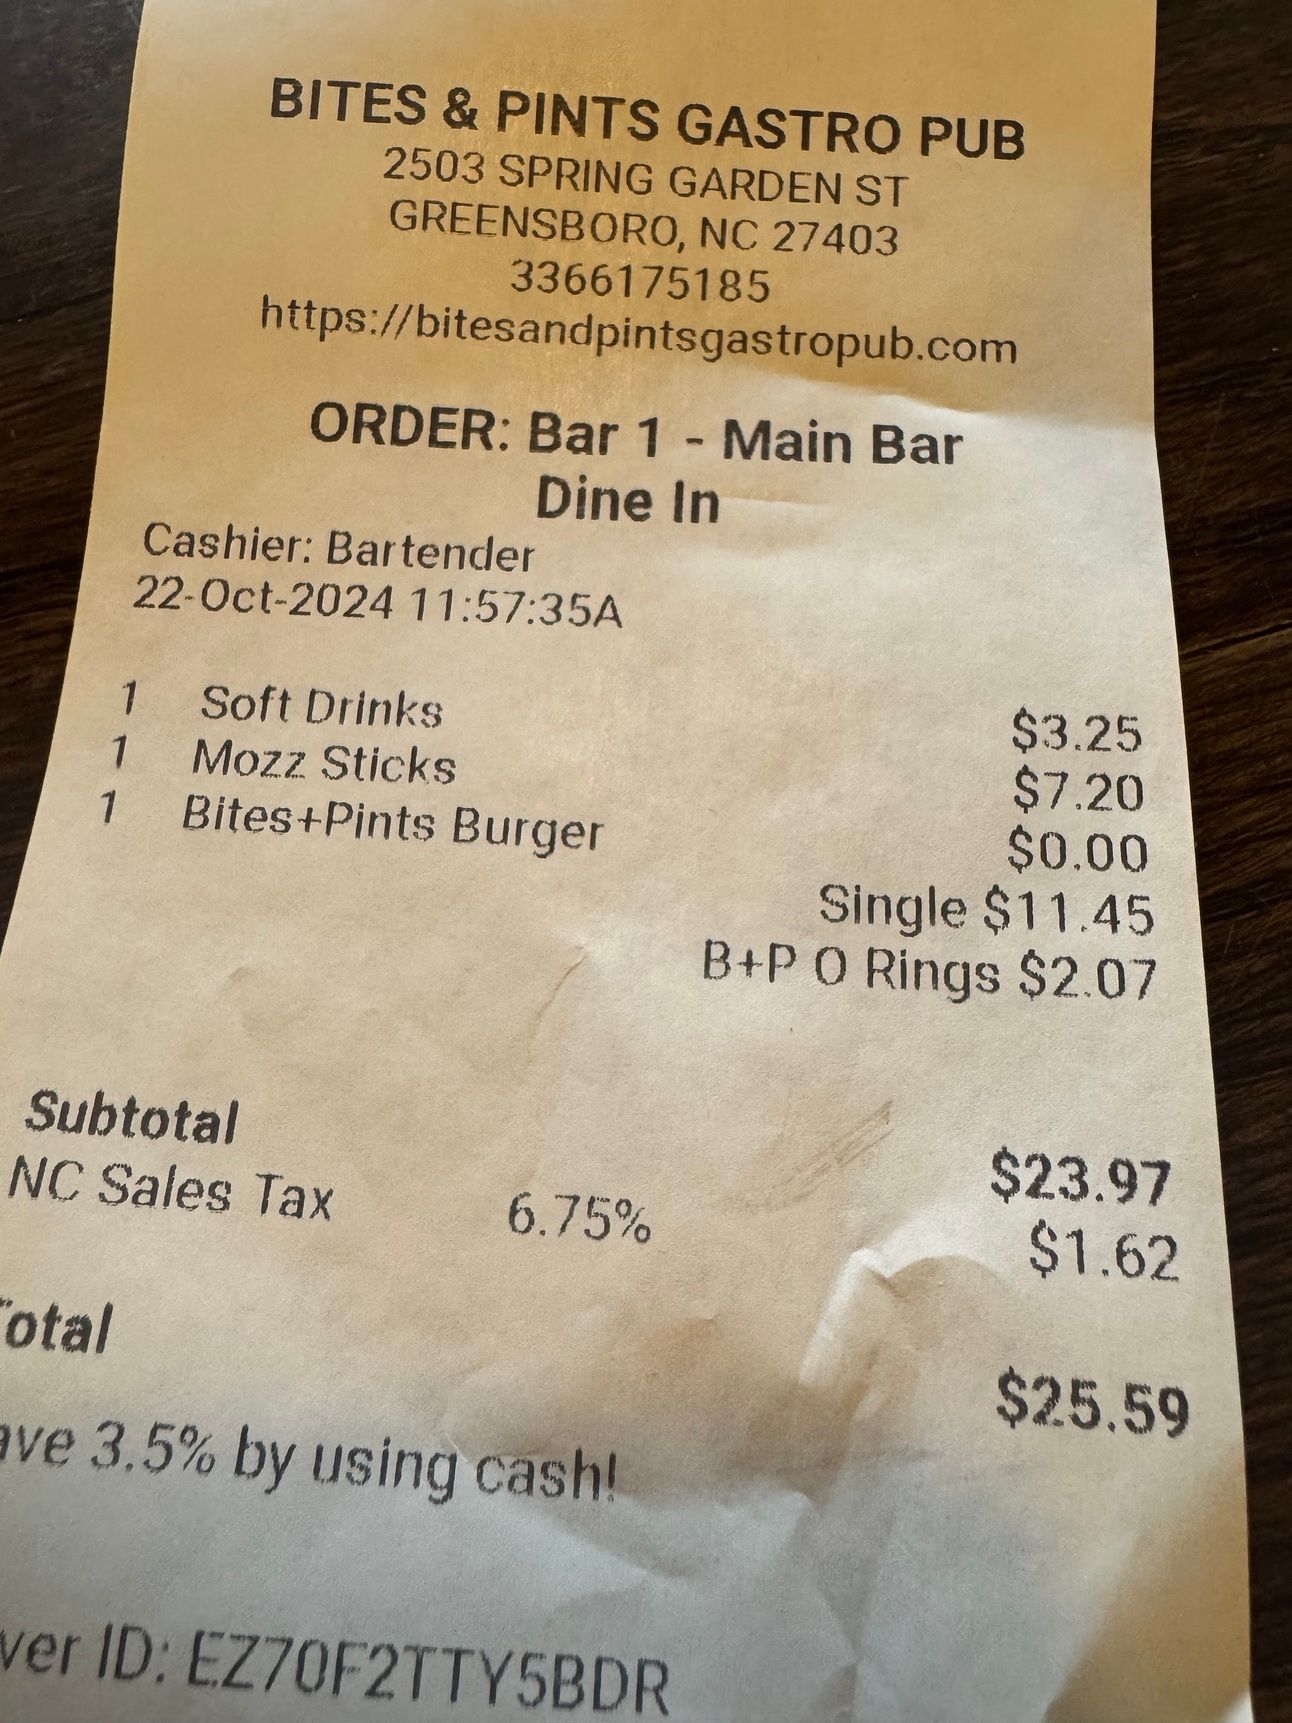 BITES & PINTS GASTRO PUB
2503 SPRING GARDEN ST
GREENSBORO, NC 27403
3366175185
https://bitesandpintsgastropub.com
ORDER: Bar 1 - Main Bar
Dine In
Cashier: Bartender
22-Oct-2024 11:57:35A
1 Soft Drinks $3.25
1 Mozz Sticks $7.20
1 Bites+Pints Burger $0.00
Single $11.45
B+P O Rings $2.07
Subtotal $23.97
NC Sales Tax 6.75% $1.62
Total $25.59
ave 3.5% by using cash!
ver ID: EZ70F2TTY5BDR